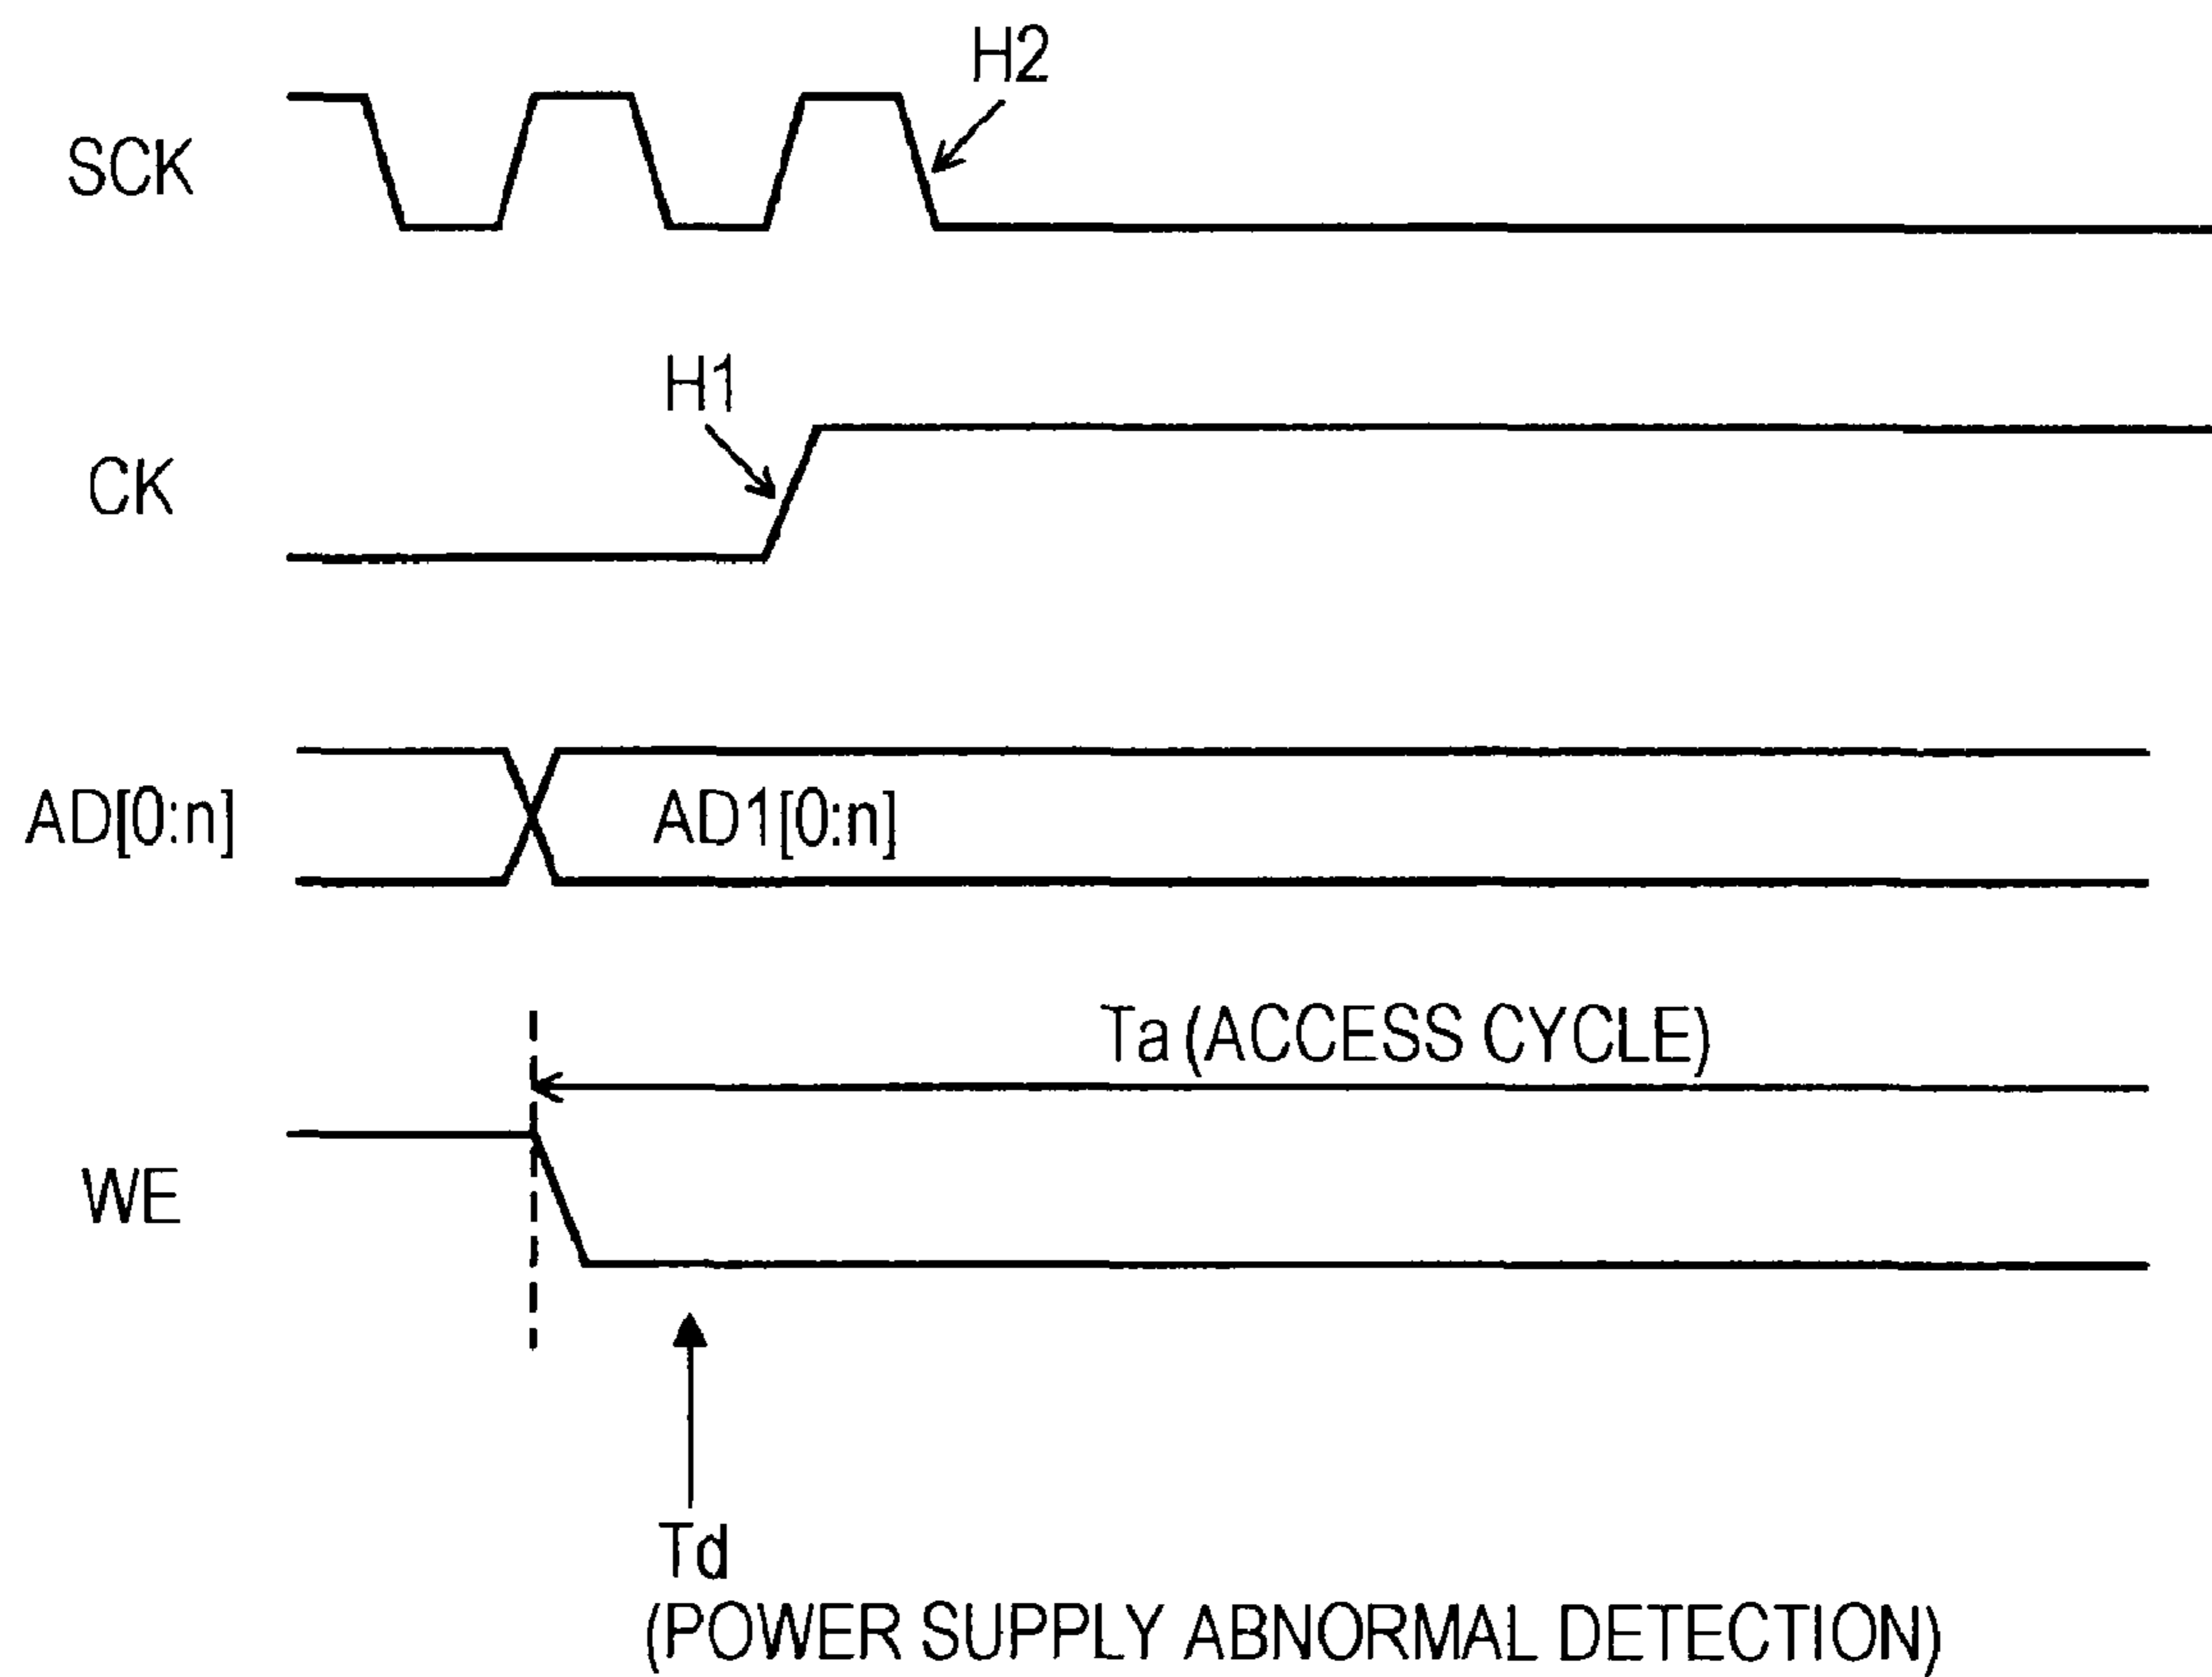 H2
SCK
H1
CK
AD[0:n]
AD1[0:n]
Ta (ACCESS CYCLE)
WE
Td
(POWER SUPPLY ABNORMAL DETECTION)